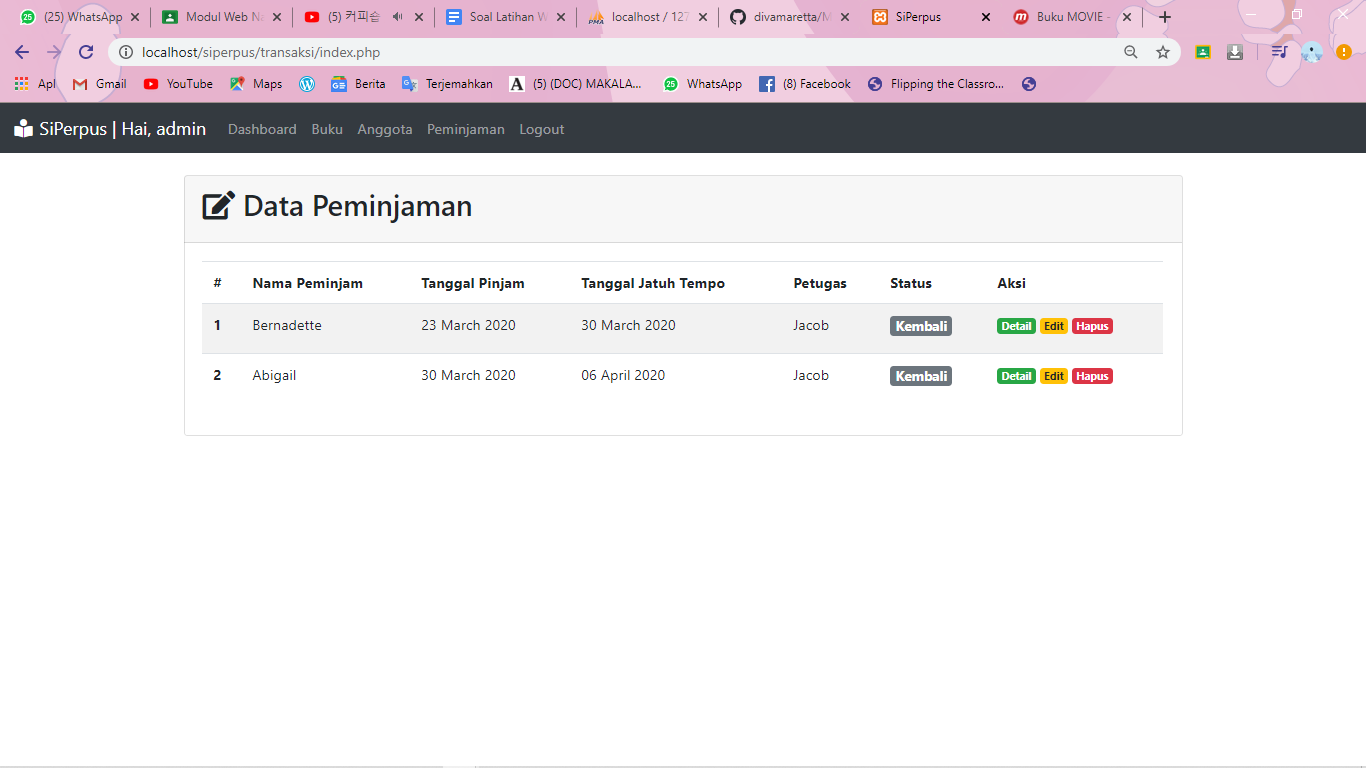 (25) WhatsApp Modul Web Na (5) 커피숍 Soal Latihan W localhost / 127 divamaretta/M SiPerpus Buku MOVIE -
localhost/siperpus/transaksi/index.php
Apl Gmail YouTube Maps Berita Terjemahkan (5) (DOC) MAKALA... WhatsApp (8) Facebook Flipping the Classro...
SiPerpus | Hai, admin Dashboard Buku Anggota Peminjaman Logout
Data Peminjaman
# Nama Peminjam Tanggal Pinjam Tanggal Jatuh Tempo Petugas Status Aksi
1 Bernadette 23 March 2020 30 March 2020 Jacob Kembali Detail Edit Hapus
2 Abigail 30 March 2020 06 April 2020 Jacob Kembali Detail Edit Hapus